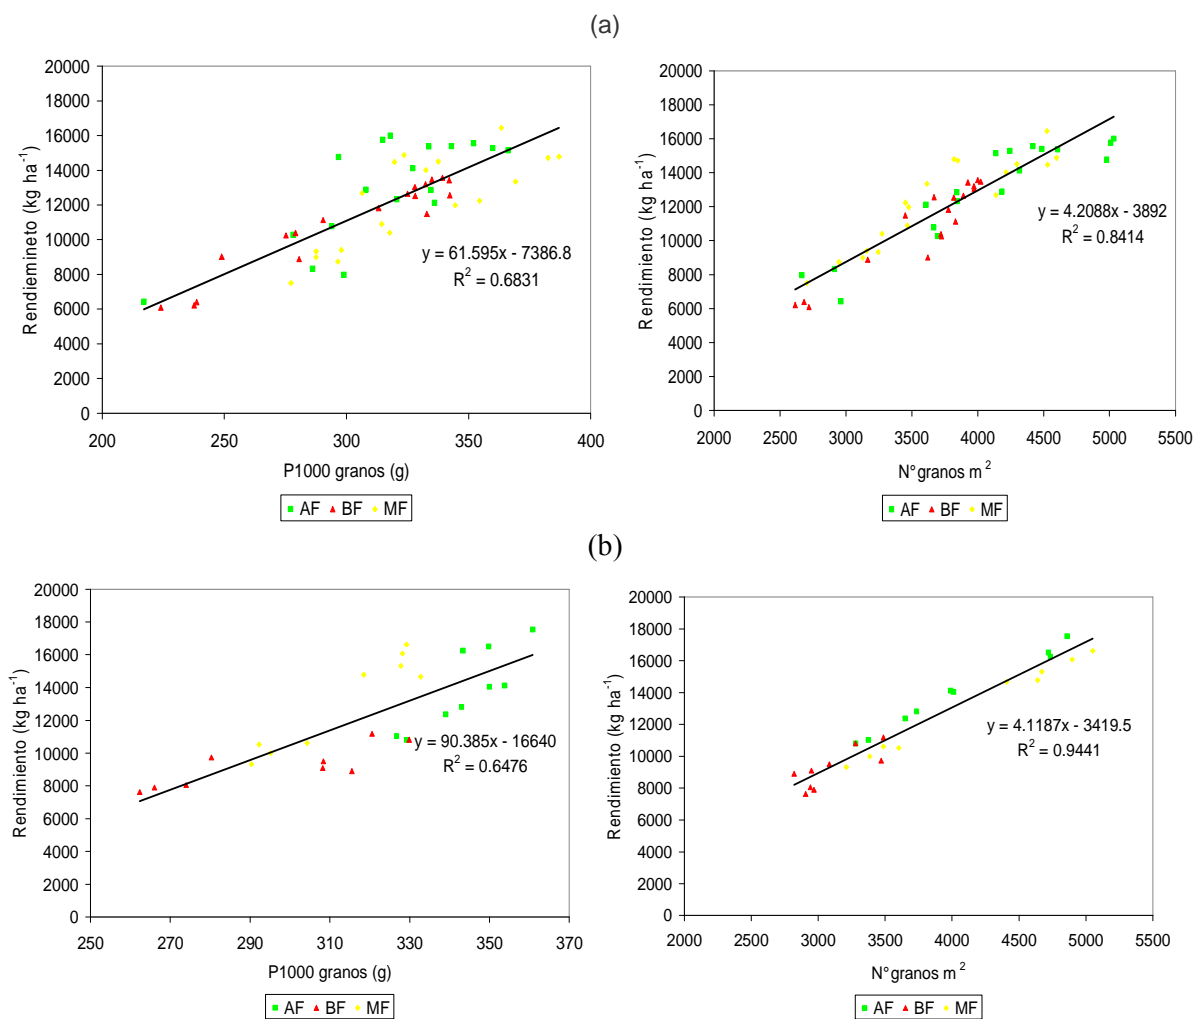 (a)
20000
18000
16000
14000
12000
10000
8000
6000
4000
2000
0
Rendiemineto (kg ha⁻¹)
y = 61.595x - 7386.8
R² = 0.6831
200 250 300 350 400
P1000 granos (g)
AF BF MF
20000
18000
16000
14000
12000
10000
8000
6000
4000
2000
0
Rendimiento (kg ha⁻¹)
y = 4.2088x - 3892
R² = 0.8414
2000 2500 3000 3500 4000 4500 5000 5500
N° granos m²
AF BF MF
(b)
20000
18000
16000
14000
12000
10000
8000
6000
4000
2000
0
Rendimiento (kg ha⁻¹)
y = 90.385x - 16640
R² = 0.6476
250 270 290 310 330 350 370
P1000 granos (g)
AF BF MF
20000
18000
16000
14000
12000
10000
8000
6000
4000
2000
0
Rendimiento (kg ha⁻¹)
y = 4.1187x - 3419.5
R² = 0.9441
2000 2500 3000 3500 4000 4500 5000 5500
N° granos m²
AF BF MF